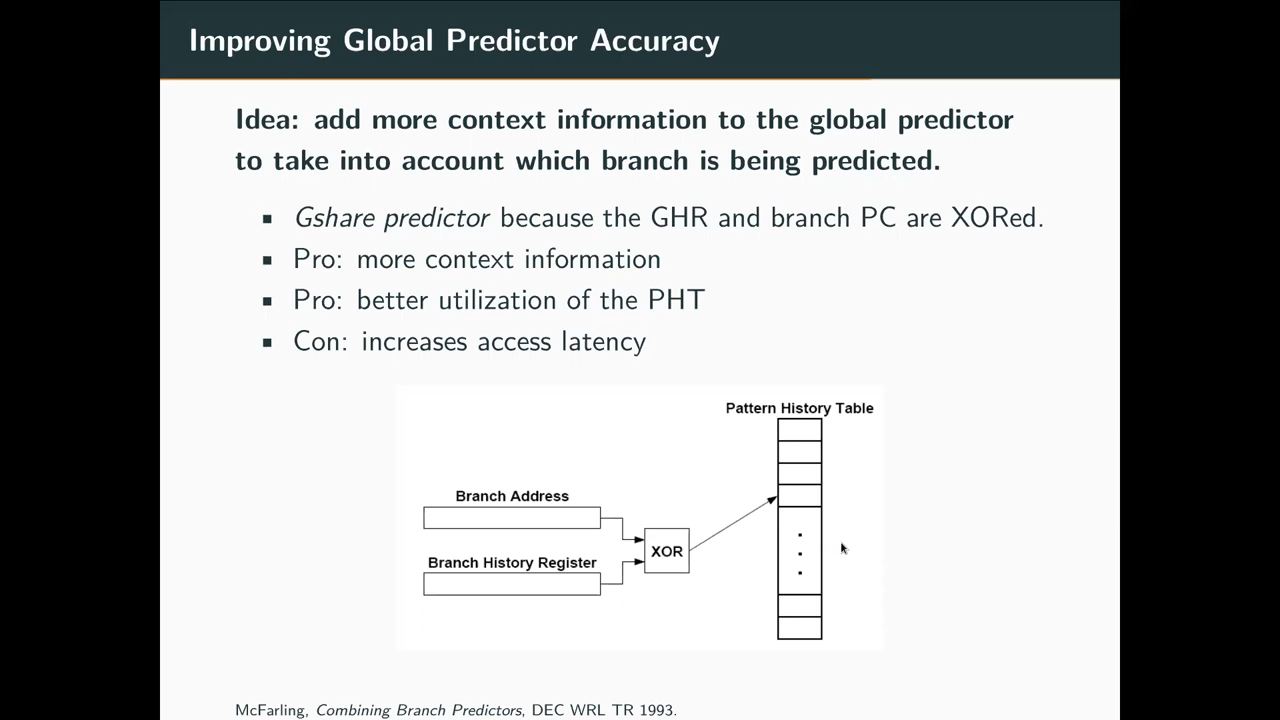 Improving Global Predictor Accuracy
Idea: add more context information to the global predictor
to take into account which branch is being predicted.
▪ Gshare predictor because the GHR and branch PC are XORed.
▪ Pro: more context information
▪ Pro: better utilization of the PHT
▪ Con: increases access latency
Pattern History Table
Branch Address
XOR
Branch History Register
McFarling, Combining Branch Predictors, DEC WRL TR 1993.